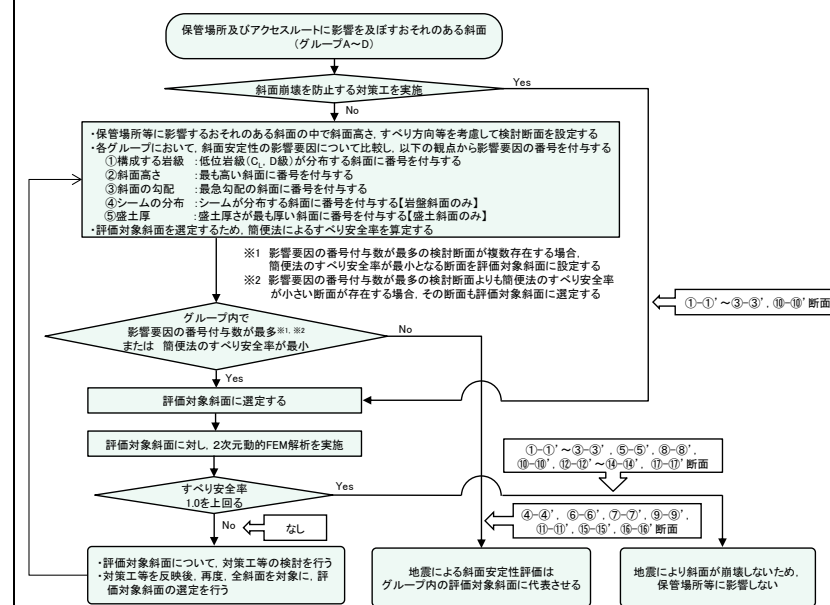 保管場所及びアクセスルートに影響を及ぼすおそれのある斜面
(グループA～D)
斜面崩壊を防止する対策工を実施
Yes
No
・保管場所等に影響するおそれのある斜面の中で斜面高さ，すべり方向等を考慮して検討断面を設定する
・各グループにおいて，斜面安定性の影響要因について比較し，以下の観点から影響要因の番号を付与する
①構成する岩級　：低位岩級(CL，D級)が分布する斜面に番号を付与する
②斜面高さ　：最も高い斜面に番号を付与する
③斜面の勾配　：最急勾配の斜面に番号を付与する
④シームの分布　：シームが分布する斜面に番号を付与する【岩盤斜面のみ】
⑤盛土厚　：盛土厚さが最も厚い斜面に番号を付与する【盛土斜面のみ】
・評価対象斜面を選定するため，簡便法によるすべり安全率を算定する
※1　影響要因の番号付与数が最多の検討断面が複数存在する場合，
簡便法のすべり安全率が最小となる断面を評価対象斜面に設定する
※2　影響要因の番号付与数が最多の検討断面よりも簡便法のすべり安全率
が小さい断面が存在する場合，その断面も評価対象斜面に選定する
①-①'～③-③'，⑩-⑩'断面
グループ内で
影響要因の番号付与数が最多※1，※2
または　簡便法のすべり安全率が最小
No
Yes
評価対象斜面に選定する
評価対象斜面に対し，2次元動的FEM解析を実施
①-①'～③-③'，⑤-⑤'，⑧-⑧'，
⑩-⑩'，⑫-⑫'～⑭-⑭'，⑰-⑰'断面
すべり安全率
1.0を上回る
Yes
No
なし
④-④'，⑥-⑥'，⑦-⑦'，⑨-⑨'，
⑪-⑪'，⑮-⑮'，⑯-⑯'断面
・評価対象斜面について，対策工等の検討を行う
・対策工等を反映後，再度，全斜面を対象に，評
価対象斜面の選定を行う
地震による斜面安定性評価は
グループ内の評価対象斜面に代表させる
地震により斜面が崩壊しないため，
保管場所等に影響しない